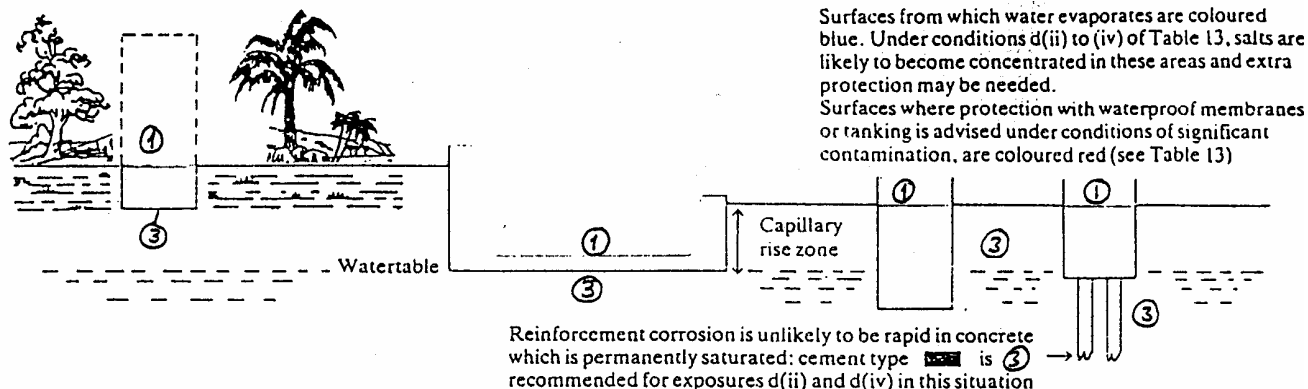 Surfaces from which water evaporates are coloured
blue. Under conditions d(ii) to (iv) of Table 13, salts are
likely to become concentrated in these areas and extra
protection may be needed.
Surfaces where protection with waterproof membranes
or tanking is advised under conditions of significant
contamination, are coloured red (see Table 13)
1
3
Watertable
1
3
Capillary
rise zone
1
3
1
3
Reinforcement corrosion is unlikely to be rapid in concrete
which is permanently saturated: cement type is 3
recommended for exposures d(ii) and d(iv) in this situation